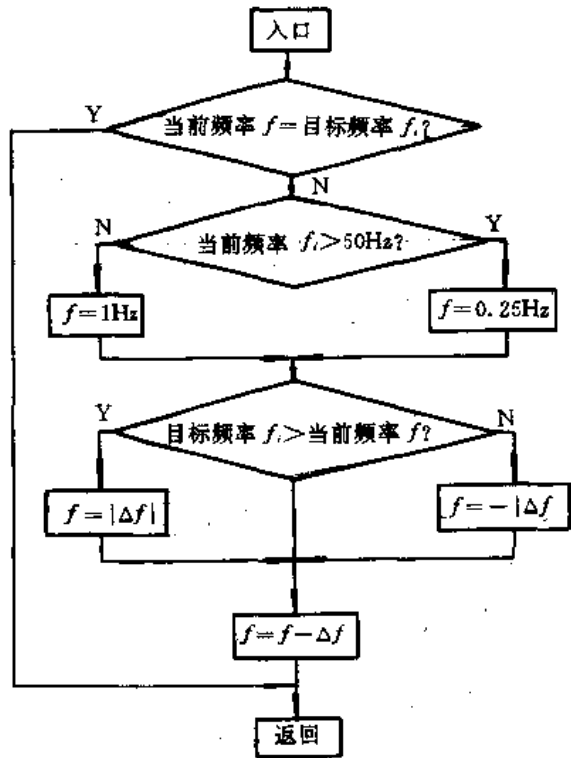 入口
Y
当前频率 f=目标频率 f,?
N
N
当前频率 f,>50Hz?
Y
f=1Hz
f=0.25Hz
Y
目标频率 f,>当前频率 f?
N
f=|Δf|
f=-|Δf
f=f-Δf
返回